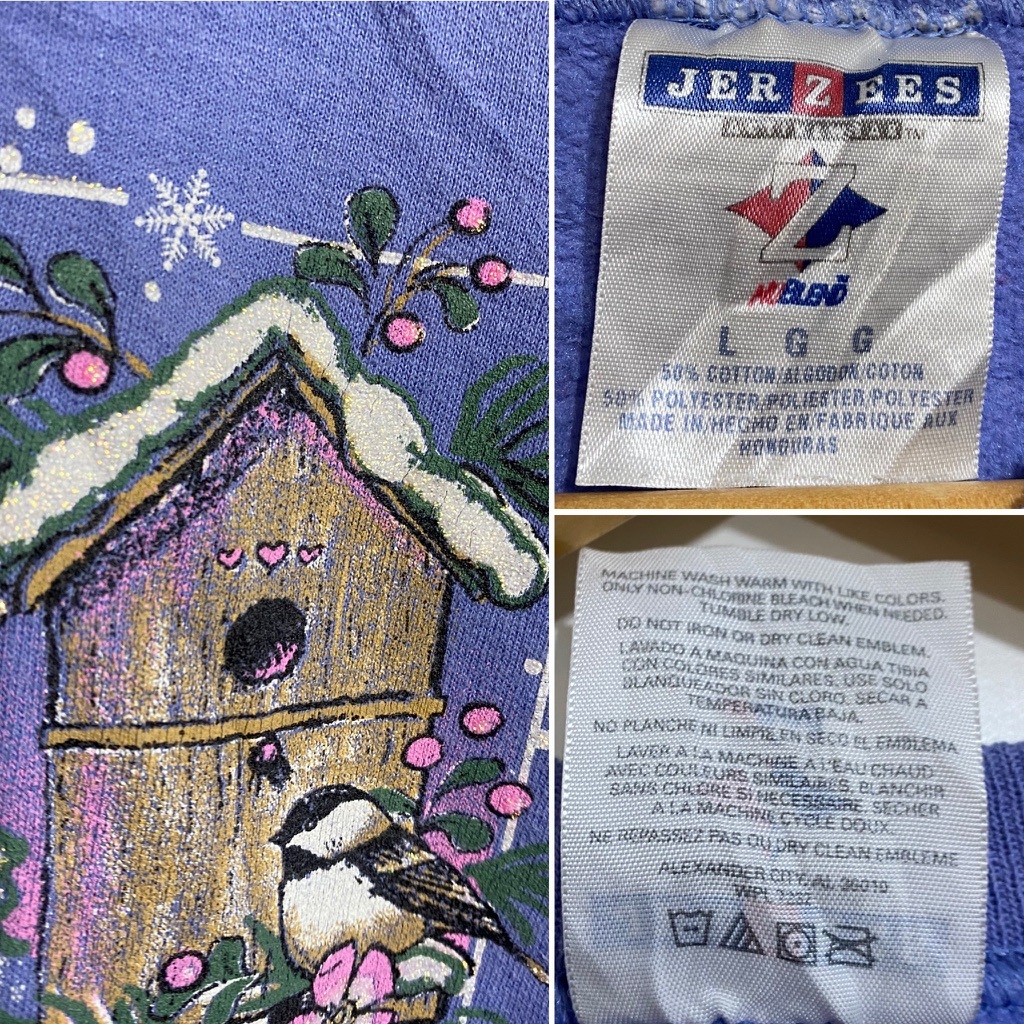 JERZEES
™
Z
NUBLEND
L G G
50% COTTON/ALGODON/COTON
50% POLYESTER/POLIESTER/POLYESTER
MADE IN/HECHO EN/FABRIQUE AUX
HONDURAS
MACHINE WASH WARM WITH LIKE COLORS.
ONLY NON-CHLORINE BLEACH WHEN NEEDED.
TUMBLE DRY LOW.
DO NOT IRON OR DRY CLEAN EMBLEM.
LAVADO A MAQUINA CON AGUA TIBIA
CON COLORES SIMILARES. USE SOLO
BLANQUEADOR SIN CLORO. SECAR A
TEMPERATURA BAJA.
NO PLANCHE NI LIMPIE EN SECO EL EMBLEMA
LAVER A LA MACHINE A L'EAU CHAUD
AVEC COULEURS SIMILAIRES. BLANCHIR
SANS CHLORE SI NECESSAIRE SECHER
A LA MACHINE CYCLE DOUX.
NE REPASSEZ PAS OU DRY CLEAN EMBLEME
ALEXANDER CITY, AL 35010